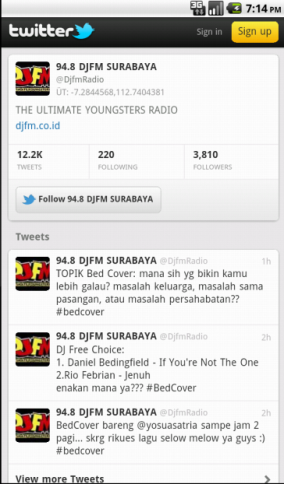 3G
7:14 PM
twitter
Sign in
Sign up
DJFM
94.8 DJFM SURABAYA
@DjfmRadio
ÜT: -7.2844568,112.7404381
THE ULTIMATE YOUNGSTERS RADIO
djfm.co.id
12.2K
TWEETS
220
FOLLOWING
3,810
FOLLOWERS
Follow 94.8 DJFM SURABAYA
Tweets
DJFM
94.8 DJFM SURABAYA @DjfmRadio 1h
TOPIK Bed Cover: mana sih yg bikin kamu
lebih galau? masalah keluarga, masalah sama
pasangan, atau masalah persahabatan??
#bedcover
DJFM
94.8 DJFM SURABAYA @DjfmRadio 2h
DJ Free Choice:
1. Daniel Bedingfield - If You're Not The One
2.Rio Febrian - Jenuh
enakan mana ya??? #BedCover
DJFM
94.8 DJFM SURABAYA @DjfmRadio 2h
BedCover bareng @yosuasatria sampe jam 2
pagi... skrg rikues lagu selow melow ya guys :)
#bedcover
View more Tweets